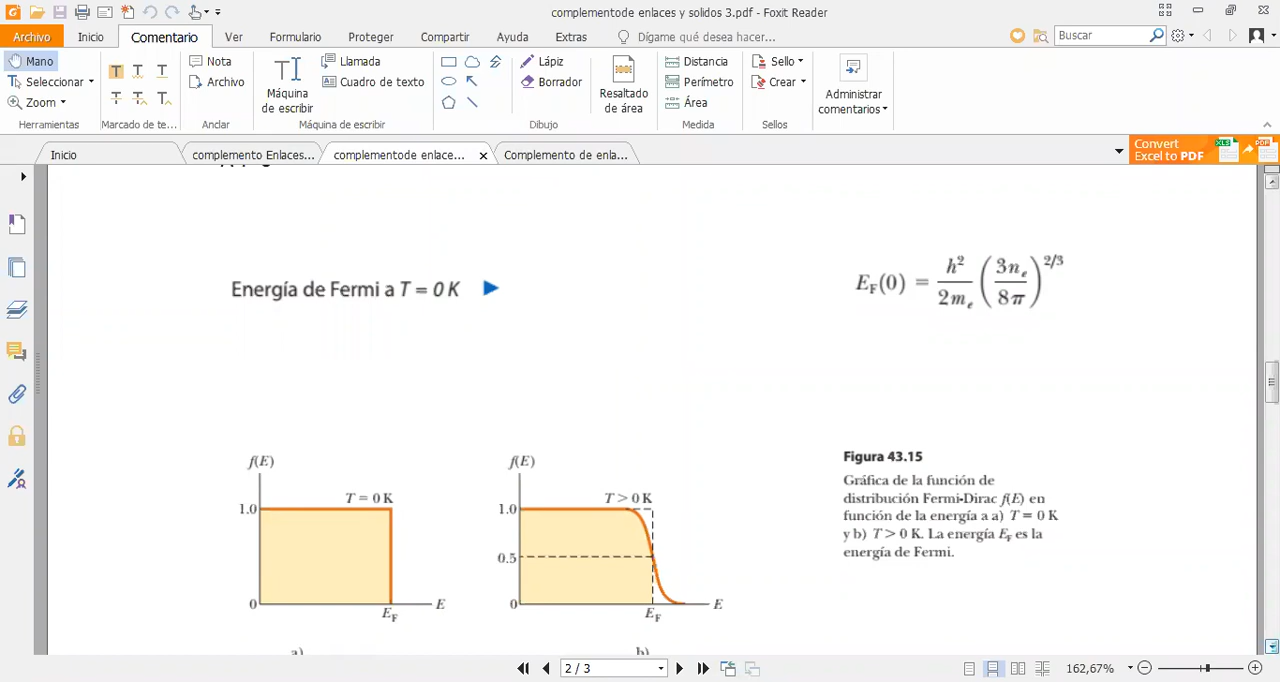 complementode enlaces y solidos 3.pdf - Foxit Reader
Archivo Inicio Comentario Ver Formulario Proteger Compartir Ayuda Extras Dígame qué desea hacer... Buscar
Mano
Seleccionar
Zoom
Herramientas
Marcado de te...
Nota
Archivo
Anclar
Máquina
de escribir
Llamada
Cuadro de texto
Máquina de escribir
Lápiz
Borrador
Dibujo
Resaltado
de área
Distancia
Perímetro
Área
Medida
Sello
Crear
Sellos
Administrar
comentarios
Inicio complemento Enlaces... complementode enlace... Complemento de enla...
Convert
Excel to PDF
Energía de Fermi a T = 0 K
E_F(0) = h²/2mₑ (3nₑ/8π)^2/3
f(E)
T = 0 K
1.0
0
E_F
E
a)
f(E)
T > 0 K
1.0
0.5
0
E_F
E
b)
Figura 43.15
Gráfica de la función de
distribución Fermi-Dirac f(E) en
función de la energía a a) T = 0 K
y b) T > 0 K. La energía E_F es la
energía de Fermi.
2 / 3
162,67%